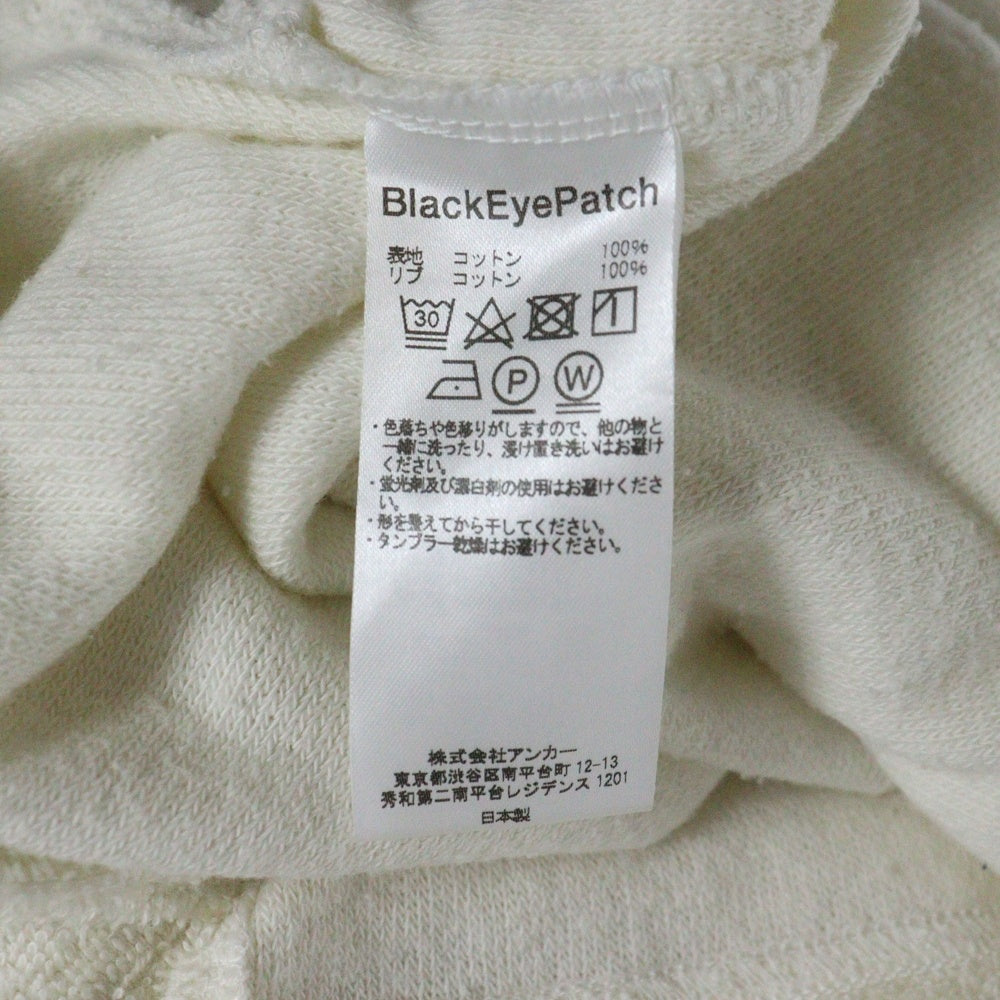 BlackEyePatch
表地 コットン 100%
リブ コットン 100%
30
P W
・色落ちや色移りがしますので、他の物と
一緒に洗ったり、浸け置き洗いはお避け
ください。
・蛍光剤及び漂白剤の使用はお避けくださ
い。
・形を整えてから干してください。
・タンブラー乾燥はお避けください。
株式会社アンカー
東京都渋谷区南平台町 12-13
秀和第二南平台レジデンス 1201
日本製